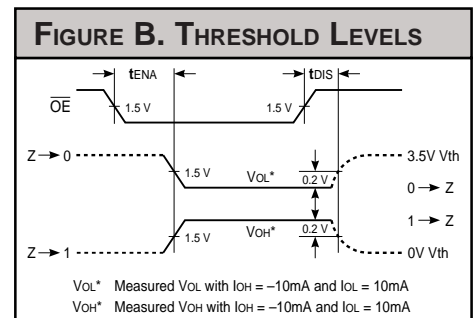 FIGURE B. THRESHOLD LEVELS
tENA tDIS
OE 1.5 V 1.5 V
Z → 0 1.5 V VOL* 0.2 V 3.5V Vth
0 → Z
1 → Z
Z → 1 1.5 V VOH* 0.2 V 0V Vth
VOL* Measured VOL with IOH = –10mA and IOL = 10mA
VOH* Measured VOH with IOH = –10mA and IOL = 10mA